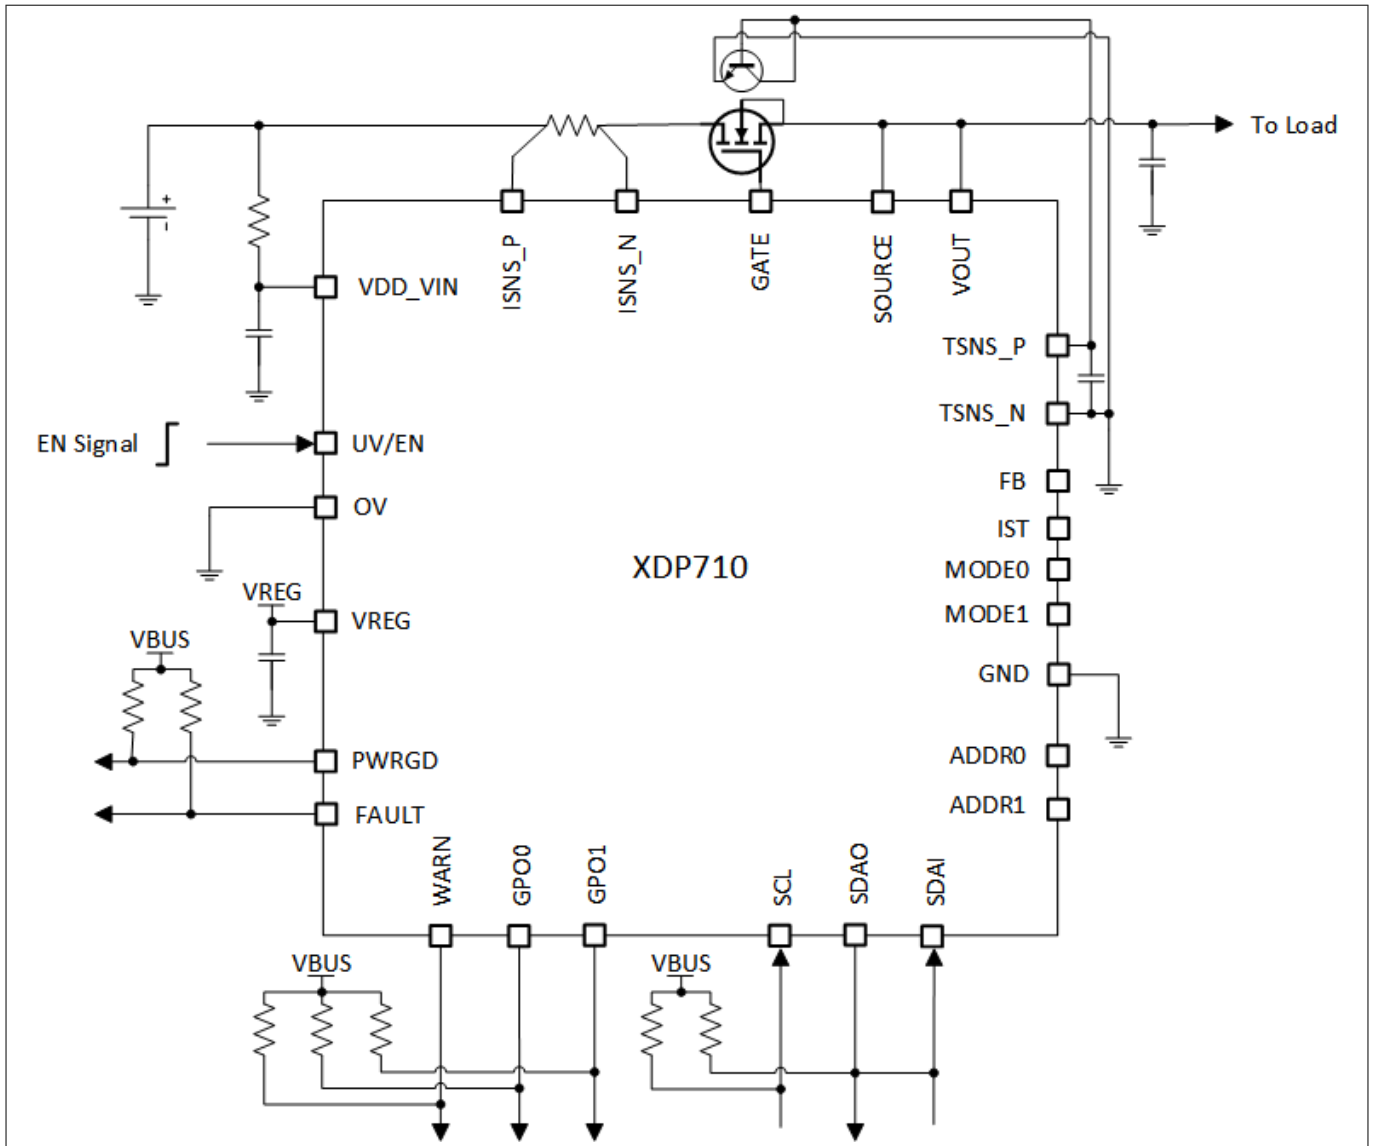 To Load
+
-
ISNS_P
ISNS_N
GATE
SOURCE
VOUT
VDD_VIN
TSNS_P
TSNS_N
EN Signal
UV/EN
OV
FB
IST
XDP710
MODE0
MODE1
VREG
VREG
VBUS
GND
PWRGD
ADDR0
FAULT
ADDR1
WARN
GPO0
GPO1
SCL
SDAO
SDAI
VBUS
VBUS